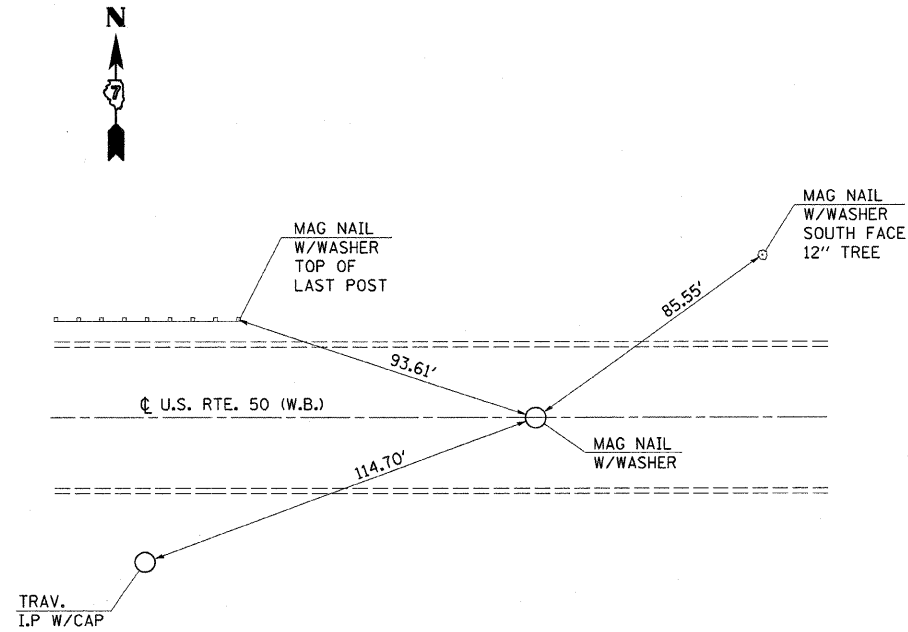 N
7
MAG NAIL
W/WASHER
SOUTH FACE
12" TREE
MAG NAIL
W/WASHER
TOP OF
LAST POST
85.55'
93.61'
℄ U.S. RTE. 50 (W.B.)
MAG NAIL
W/WASHER
114.70'
TRAV.
I.P W/CAP